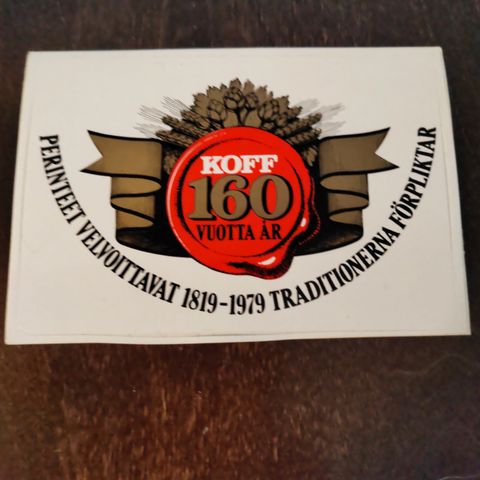 KOFF
160
VUOTTA ÅR
PERINTEET VELVOITTAVAT 1819-1979 TRADITIONERNA FÖRPLIKTAR